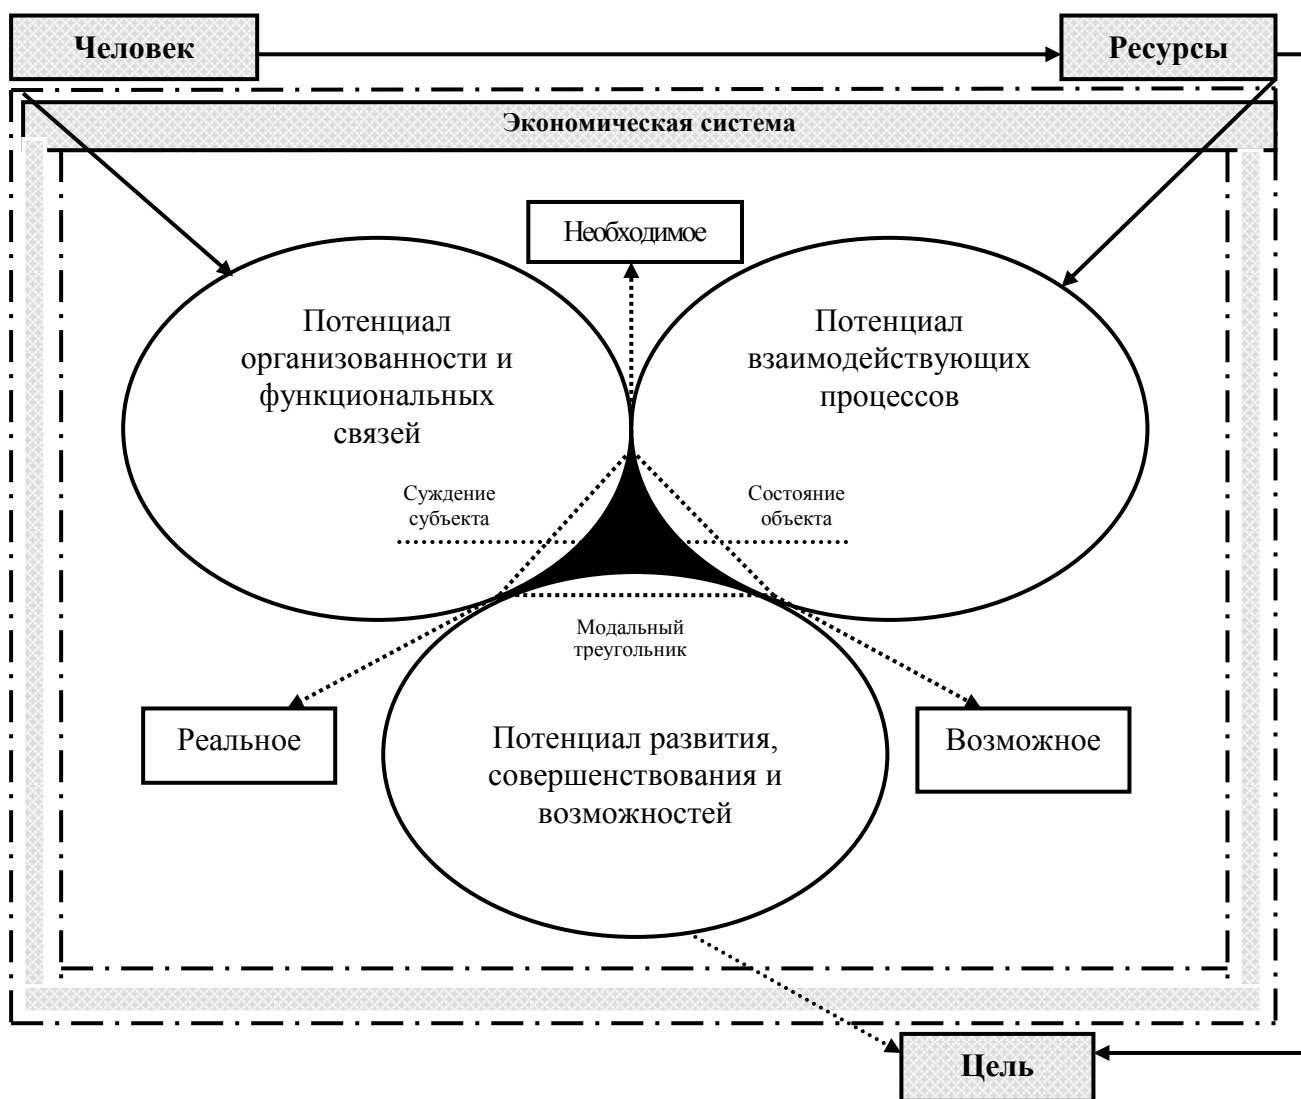 Человек
Ресурсы
Экономическая система
Необходимое
Потенциал
организованности и
функциональных
связей
Потенциал
взаимодействующих
процессов
Суждение
субъекта
Состояние
объекта
Модальный
треугольник
Реальное
Возможное
Потенциал развития,
совершенствования и
возможностей
Цель